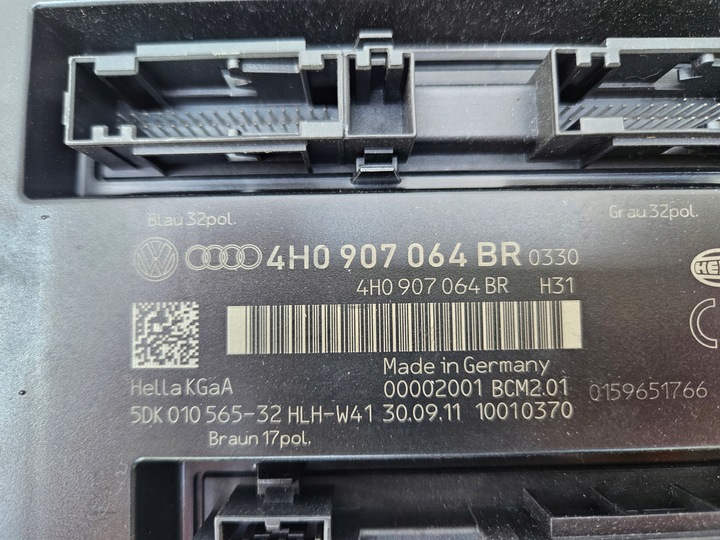 Blau 32pol.
Grau 32pol.
4H0 907 064 BR 0330
4H0 907 064 BR H31
Made in Germany
Hella KGaA
00002001 BCM2.01
0159651766
5DK 010 565-32 HLH-W41 30.09.11 10010370
Braun 17pol.